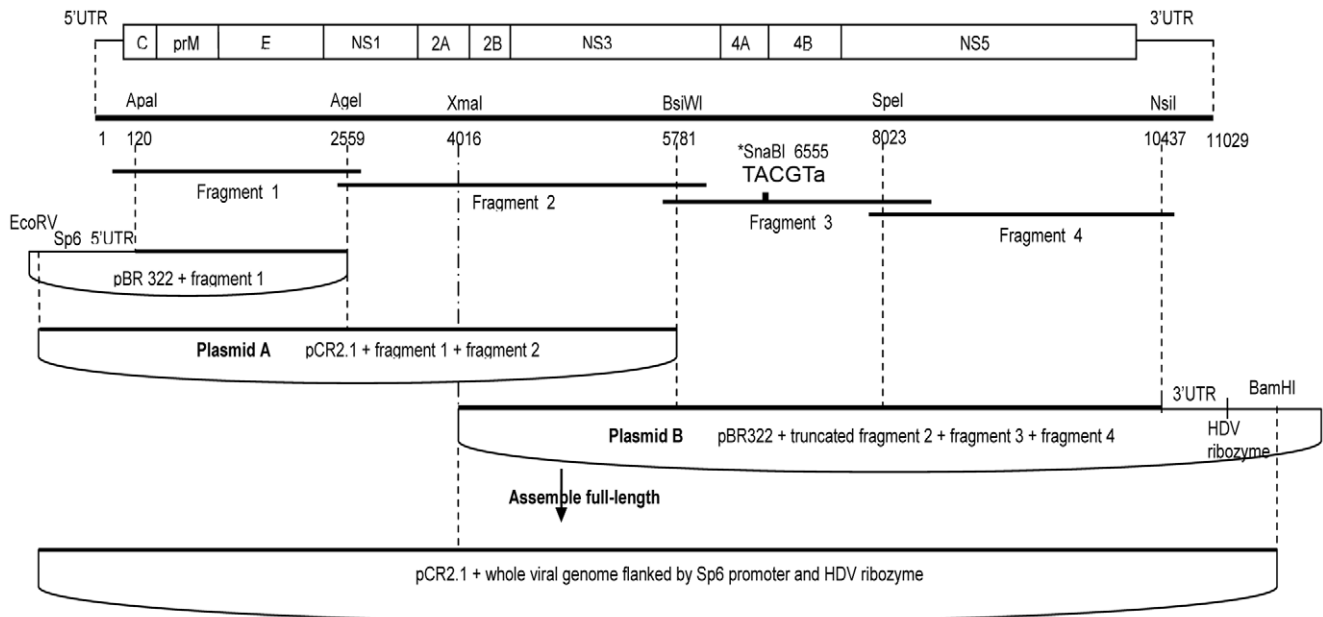 5'UTR 3'UTR
C prM E NS1 2A 2B NS3 4A 4B NS5
ApaI AgeI XmaI BsiWI SpeI NsiI
1 120 2559 4016 5781 8023 10437 11029
*SnaBI 6555
TACGTa
Fragment 1
Fragment 2
Fragment 3
Fragment 4
EcoRV
Sp6 5'UTR
pBR 322 + fragment 1
Plasmid A pCR2.1 + fragment 1 + fragment 2
3'UTR BamHI
Plasmid B pBR322 + truncated fragment 2 + fragment 3 + fragment 4
HDV
ribozyme
Assemble full-length
pCR2.1 + whole viral genome flanked by Sp6 promoter and HDV ribozyme